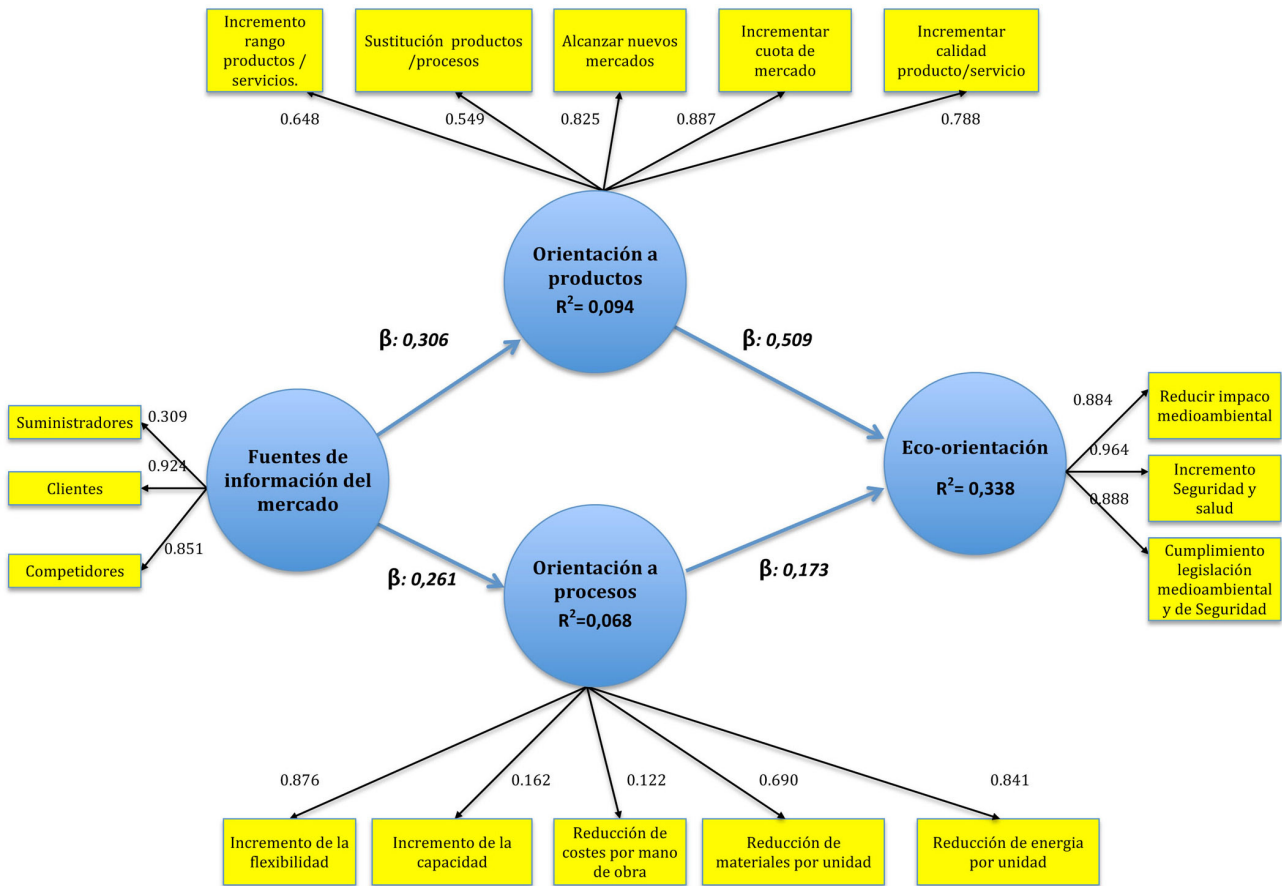 Incremento
rango
productos /
servicios.
Sustitución productos
/procesos
Alcanzar nuevos
mercados
Incrementar
cuota de
mercado
Incrementar
calidad
producto/servicio
0.648
0.549
0.825
0.887
0.788
Orientación a
productos
R²= 0,094
β: 0,306
β: 0,509
Suministradores
Clientes
Competidores
0.309
0.924
0.851
Fuentes de
información del
mercado
Eco-orientación
R²= 0,338
0.884
0.964
0.888
Reducir impaco
medioambiental
Incremento
Seguridad y
salud
Cumplimiento
legislación
medioambiental
y de Seguridad
β: 0,261
β: 0,173
Orientación a
procesos
R²=0,068
0.876
0.162
0.122
0.690
0.841
Incremento de la
flexibilidad
Incremento de la
capacidad
Reducción de
costes por mano
de obra
Reducción de
materiales por unidad
Reducción de energia
por unidad